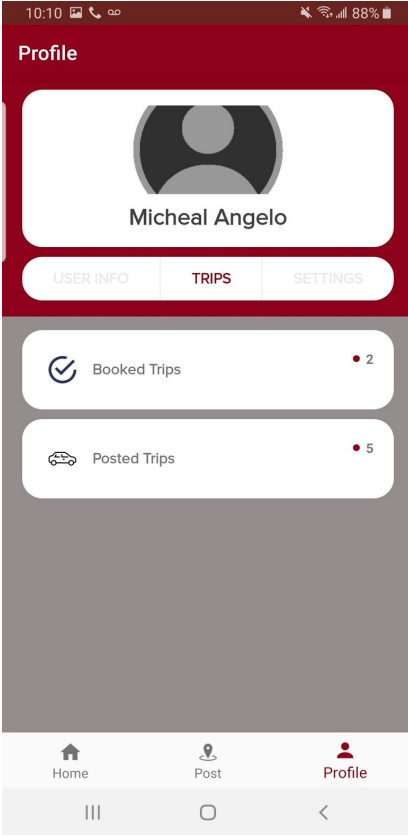 10:10 88%
Profile
Micheal Angelo
USER INFO TRIPS SETTINGS
Booked Trips 2
Posted Trips 5
Home Post Profile